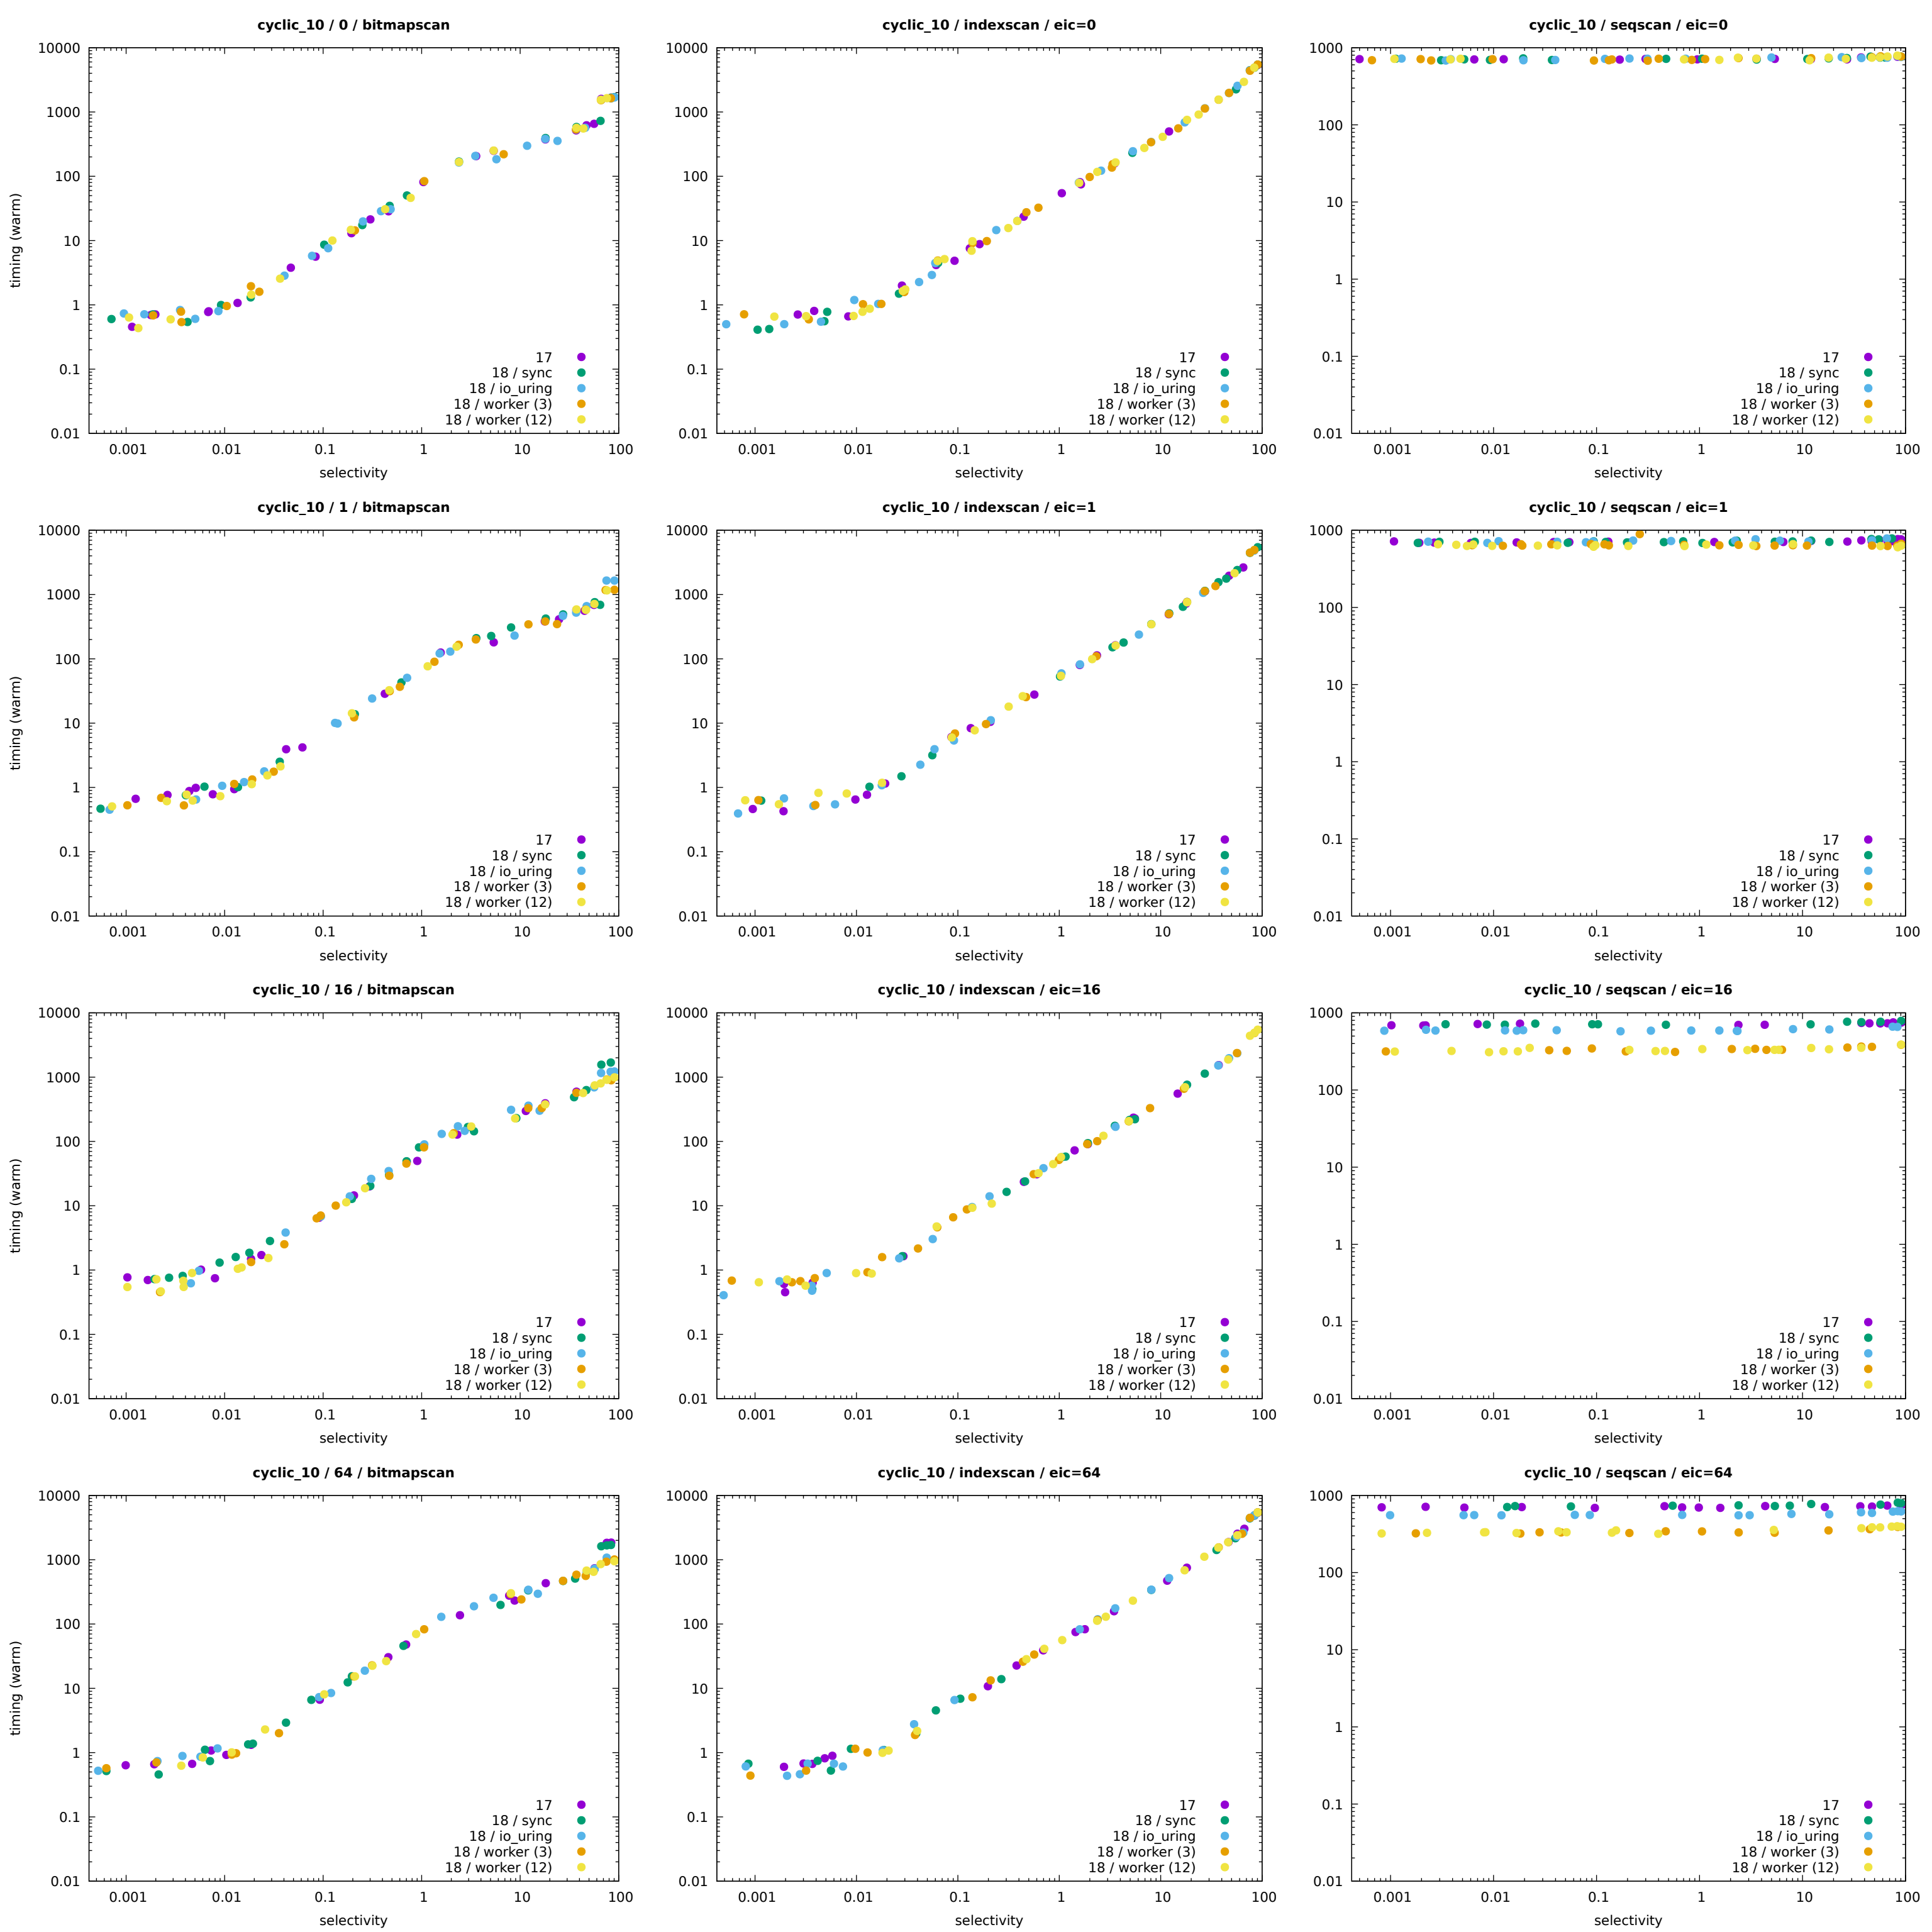 cyclic_10 / 0 / bitmapscan
10000
1000
100
10
1
0.1
0.01
timing (warm)
17
18 / sync
18 / io_uring
18 / worker (3)
18 / worker (12)
0.001 0.01 0.1 1 10 100
selectivity
cyclic_10 / indexscan / eic=0
10000
1000
100
10
1
0.1
0.01
17
18 / sync
18 / io_uring
18 / worker (3)
18 / worker (12)
0.001 0.01 0.1 1 10 100
selectivity
cyclic_10 / seqscan / eic=0
1000
100
10
1
0.1
0.01
17
18 / sync
18 / io_uring
18 / worker (3)
18 / worker (12)
0.001 0.01 0.1 1 10 100
selectivity
cyclic_10 / 1 / bitmapscan
10000
1000
100
10
1
0.1
0.01
timing (warm)
17
18 / sync
18 / io_uring
18 / worker (3)
18 / worker (12)
0.001 0.01 0.1 1 10 100
selectivity
cyclic_10 / indexscan / eic=1
10000
1000
100
10
1
0.1
0.01
17
18 / sync
18 / io_uring
18 / worker (3)
18 / worker (12)
0.001 0.01 0.1 1 10 100
selectivity
cyclic_10 / seqscan / eic=1
1000
100
10
1
0.1
0.01
17
18 / sync
18 / io_uring
18 / worker (3)
18 / worker (12)
0.001 0.01 0.1 1 10 100
selectivity
cyclic_10 / 16 / bitmapscan
10000
1000
100
10
1
0.1
0.01
timing (warm)
17
18 / sync
18 / io_uring
18 / worker (3)
18 / worker (12)
0.001 0.01 0.1 1 10 100
selectivity
cyclic_10 / indexscan / eic=16
10000
1000
100
10
1
0.1
0.01
17
18 / sync
18 / io_uring
18 / worker (3)
18 / worker (12)
0.001 0.01 0.1 1 10 100
selectivity
cyclic_10 / seqscan / eic=16
1000
100
10
1
0.1
0.01
17
18 / sync
18 / io_uring
18 / worker (3)
18 / worker (12)
0.001 0.01 0.1 1 10 100
selectivity
cyclic_10 / 64 / bitmapscan
10000
1000
100
10
1
0.1
0.01
timing (warm)
17
18 / sync
18 / io_uring
18 / worker (3)
18 / worker (12)
0.001 0.01 0.1 1 10 100
selectivity
cyclic_10 / indexscan / eic=64
10000
1000
100
10
1
0.1
0.01
17
18 / sync
18 / io_uring
18 / worker (3)
18 / worker (12)
0.001 0.01 0.1 1 10 100
selectivity
cyclic_10 / seqscan / eic=64
1000
100
10
1
0.1
0.01
17
18 / sync
18 / io_uring
18 / worker (3)
18 / worker (12)
0.001 0.01 0.1 1 10 100
selectivity